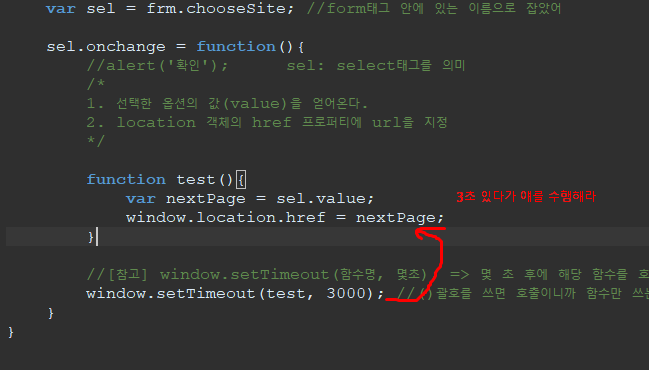 var sel = frm.chooseSite; //form태그 안에 있는 이름으로 잡았어
sel.onchange = function(){
//alert('확인'); sel: select태그를 의미
/*
1. 선택한 옵션의 값(value)을 얻어온다.
2. location 객체의 href 프로퍼티에 url을 지정
*/
function test(){
var nextPage = sel.value;
3초 있다가 얘를 수행해라
window.location.href = nextPage;
}
//[참고] window.setTimeout(함수명, 몇초) => 몇 초 후에 해당 함수를 호
window.setTimeout(test, 3000); //()괄호를 쓰면 호출이니까 함수만 쓰는
}
}